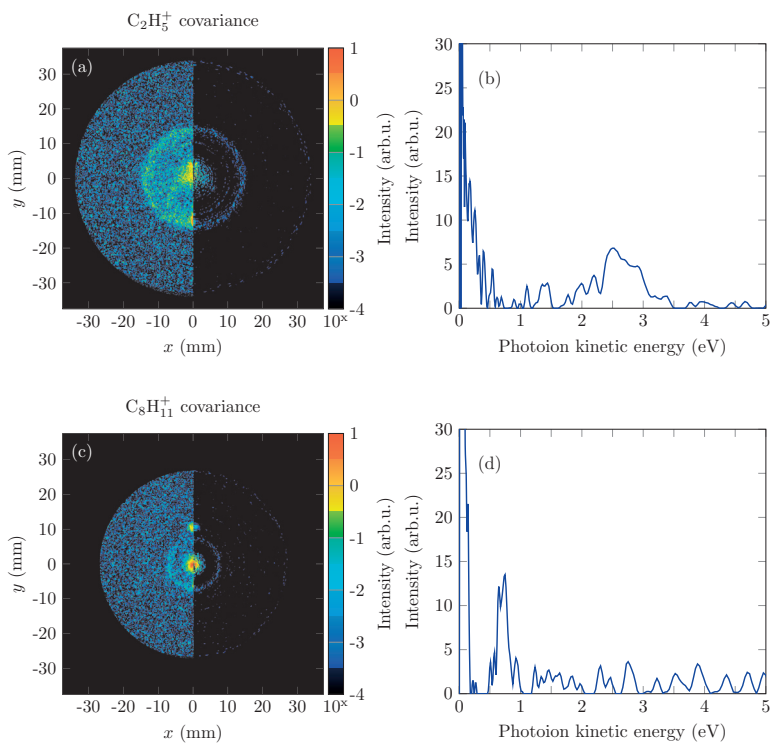 C₂H₅⁺ covariance
(a)
30
20
10
0
-10
-20
-30
y (mm)
-30 -20 -10 0 10 20 30
x (mm)
1
0
-1
-2
-3
-4
10ˣ
Intensity (arb.u.)
(b)
30
25
20
15
10
5
0
Intensity (arb.u.)
0 1 2 3 4 5
Photoion kinetic energy (eV)
C₈H₁₁⁺ covariance
(c)
30
20
10
0
-10
-20
-30
y (mm)
-30 -20 -10 0 10 20 30
x (mm)
1
0
-1
-2
-3
-4
10ˣ
Intensity (arb.u.)
(d)
30
25
20
15
10
5
0
Intensity (arb.u.)
0 1 2 3 4 5
Photoion kinetic energy (eV)